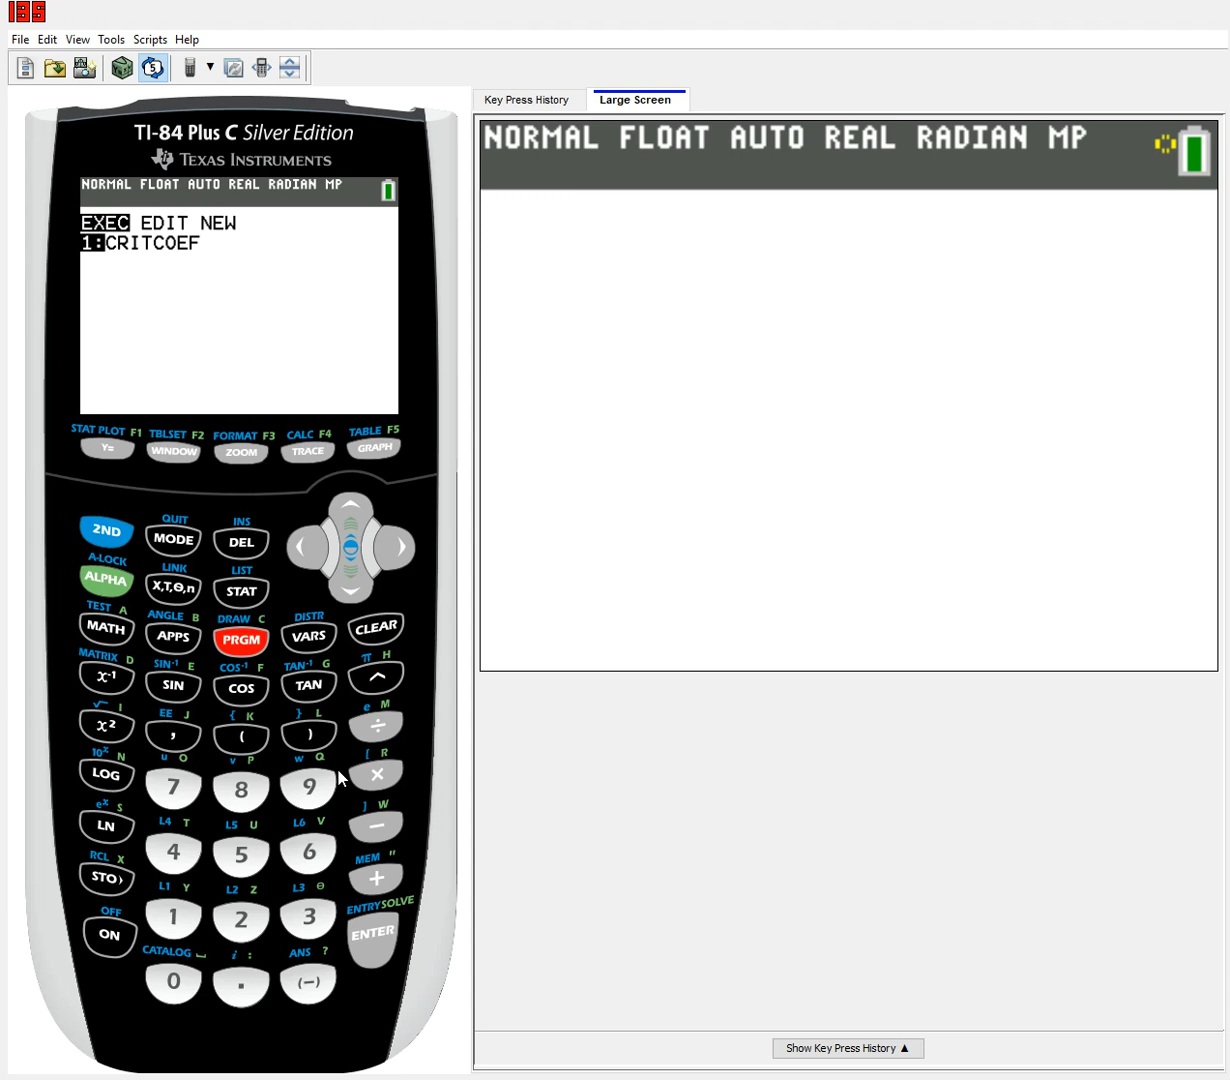 135
File Edit View Tools Scripts Help
Key Press History Large Screen
TI-84 Plus C Silver Edition
TEXAS INSTRUMENTS
NORMAL FLOAT AUTO REAL RADIAN MP
EXEC EDIT NEW
1:CRITCOEF
NORMAL FLOAT AUTO REAL RADIAN MP
STAT PLOT F1 TBLSET F2 FORMAT F3 CALC F4 TABLE F5
Y= WINDOW ZOOM TRACE GRAPH
QUIT INS
2ND MODE DEL
A-LOCK LINK LIST
ALPHA X,T,Θ,n STAT
TEST A ANGLE B DRAW C DISTR
MATH APPS PRGM VARS CLEAR
MATRIX D SIN⁻¹ E COS⁻¹ F TAN⁻¹ G π H
x⁻¹ SIN COS TAN ^
√ I EE J { K } L e M
x² , ( ) ÷
10ˣ N u O v P w Q [ R
LOG 7 8 9 ×
eˣ S L4 T L5 U L6 V ] W
LN 4 5 6 −
RCL X L1 Y L2 Z L3 Θ MEM "
STO› 1 2 3 +
OFF CATALOG ⎵ i : ANS ? ENTRY SOLVE
ON 0 . (−) ENTER
Show Key Press History ▲